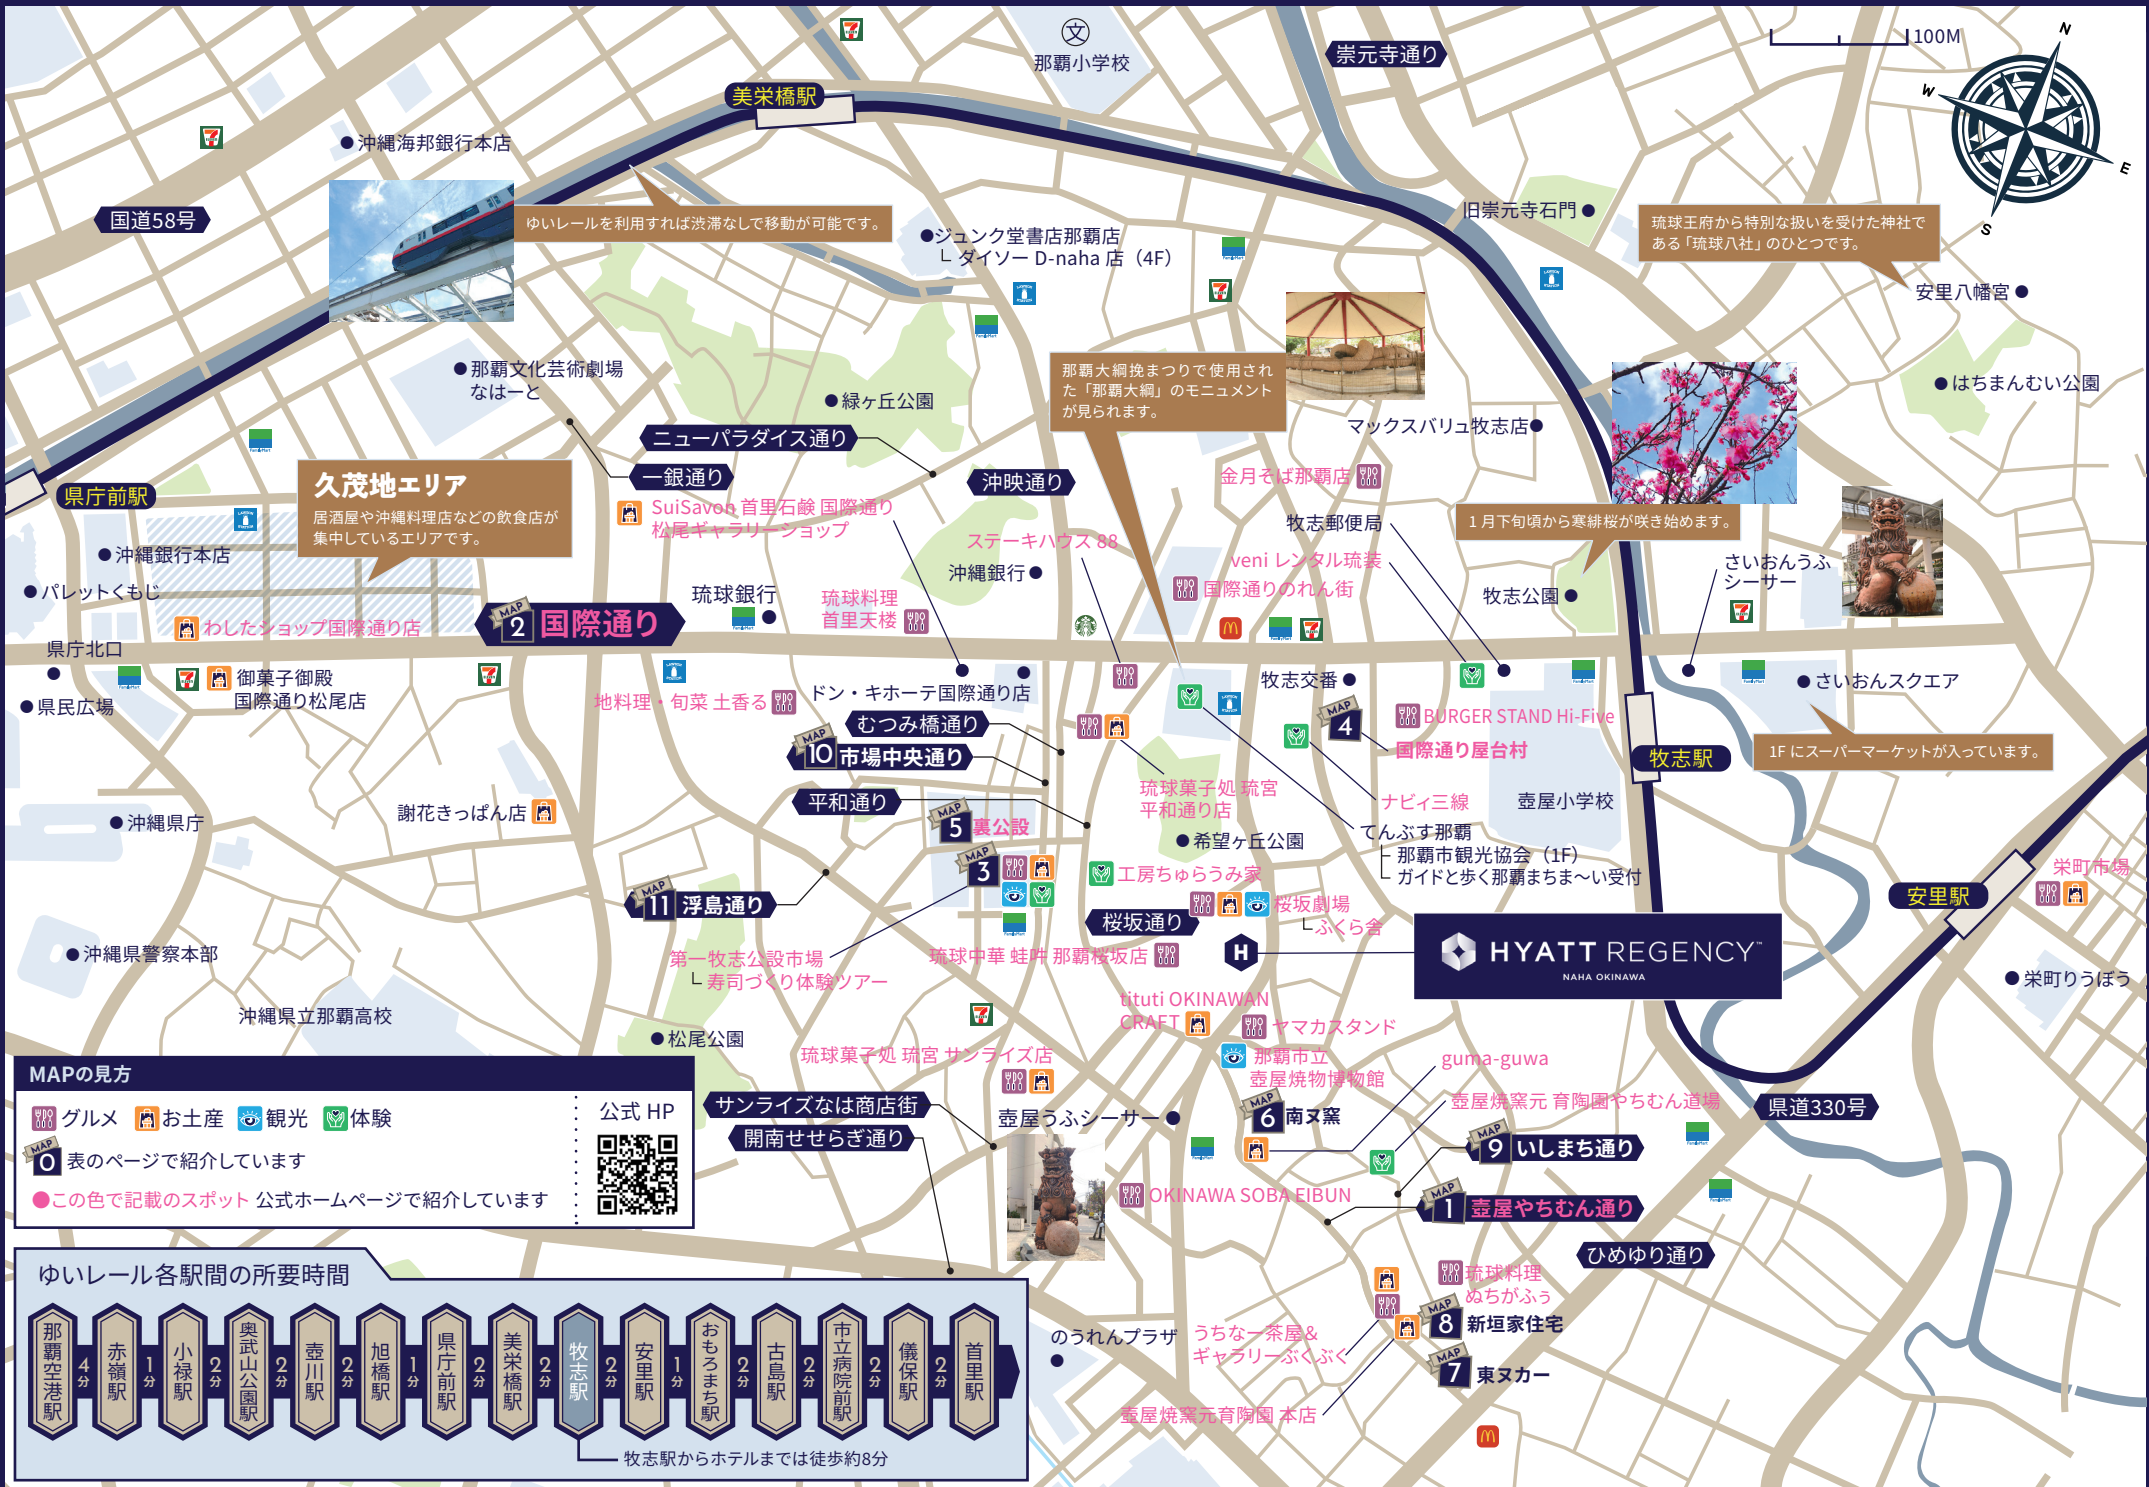 文
那覇小学校
崇元寺通り
100M
N
W
E
S
美栄橋駅
沖縄海邦銀行本店
国道58号
ゆいレールを利用すれば渋滞なしで移動が可能です。
ジュンク堂書店那覇店
└ ダイソー D-naha 店（4F）
旧崇元寺石門
琉球王府から特別な扱いを受けた神社で
ある「琉球八社」のひとつです。
安里八幡宮
那覇文化芸術劇場
なはーと
緑ヶ丘公園
那覇大綱挽まつりで使用され
た「那覇大綱」のモニュメント
が見られます。
はちまんむい公園
マックスバリュ牧志店
ニューパラダイス通り
一銀通り
沖映通り
金月そば那覇店
県庁前駅
久茂地エリア
居酒屋や沖縄料理店などの飲食店が
集中しているエリアです。
SuiSavon 首里石鹸 国際通り
松尾ギャラリーショップ
ステーキハウス 88
牧志郵便局
1 月下旬頃から寒緋桜が咲き始めます。
沖縄銀行本店
沖縄銀行
veni レンタル琉装
さいおんうふ
シーサー
パレットくもじ
国際通りのれん街
牧志公園
琉球銀行
琉球料理
首里天楼
わしたショップ国際通り店
MAP
2
国際通り
県庁北口
御菓子御殿
国際通り松尾店
県民広場
地料理・旬菜 土香る
ドン・キホーテ国際通り店
牧志交番
さいおんスクエア
MAP
4
BURGER STAND Hi-Five
国際通り屋台村
むつみ橋通り
MAP
10
市場中央通り
牧志駅
1F にスーパーマーケットが入っています。
平和通り
琉球菓子処 琉宮
平和通り店
ナビィ三線
壺屋小学校
謝花きっぱん店
沖縄県庁
MAP
5
裏公設
希望ヶ丘公園
てんぶす那覇
├ 那覇市観光協会（1F）
└ ガイドと歩く那覇まちま〜い受付
MAP
3
工房ちゅらうみ家
栄町市場
安里駅
MAP
11
浮島通り
桜坂通り
桜坂劇場
└ふくら舎
沖縄県警察本部
第一牧志公設市場
└ 寿司づくり体験ツアー
琉球中華 蛙吽 那覇桜坂店
H
HYATT REGENCY™
NAHA OKINAWA
栄町りうぼう
沖縄県立那覇高校
tituti OKINAWAN
CRAFT
ヤマカスタンド
松尾公園
琉球菓子処 琉宮 サンライズ店
那覇市立
壺屋焼物博物館
guma-guwa
MAPの見方
グルメ
お土産
観光
体験
公式 HP
MAP
0
表のページで紹介しています
●この色で記載のスポット 公式ホームページで紹介しています
サンライズなは商店街
壺屋うふシーサー
開南せせらぎ通り
MAP
6
南ヌ窯
壺屋焼窯元 育陶園やちむん道場
県道330号
MAP
9
いしまち通り
OKINAWA SOBA EIBUN
MAP
1
壺屋やちむん通り
ひめゆり通り
琉球料理
ぬちがふぅ
MAP
8
新垣家住宅
うちなー茶屋＆
ギャラリーぶくぶく
のうれんプラザ
MAP
7
東ヌカー
壺屋焼窯元育陶園 本店
ゆいレール各駅間の所要時間
那覇空港駅
4分
赤嶺駅
1分
小禄駅
2分
奥武山公園駅
2分
壺川駅
2分
旭橋駅
1分
県庁前駅
2分
美栄橋駅
2分
牧志駅
2分
安里駅
1分
おもろまち駅
2分
古島駅
2分
市立病院前駅
2分
儀保駅
2分
首里駅
牧志駅からホテルまでは徒歩約8分